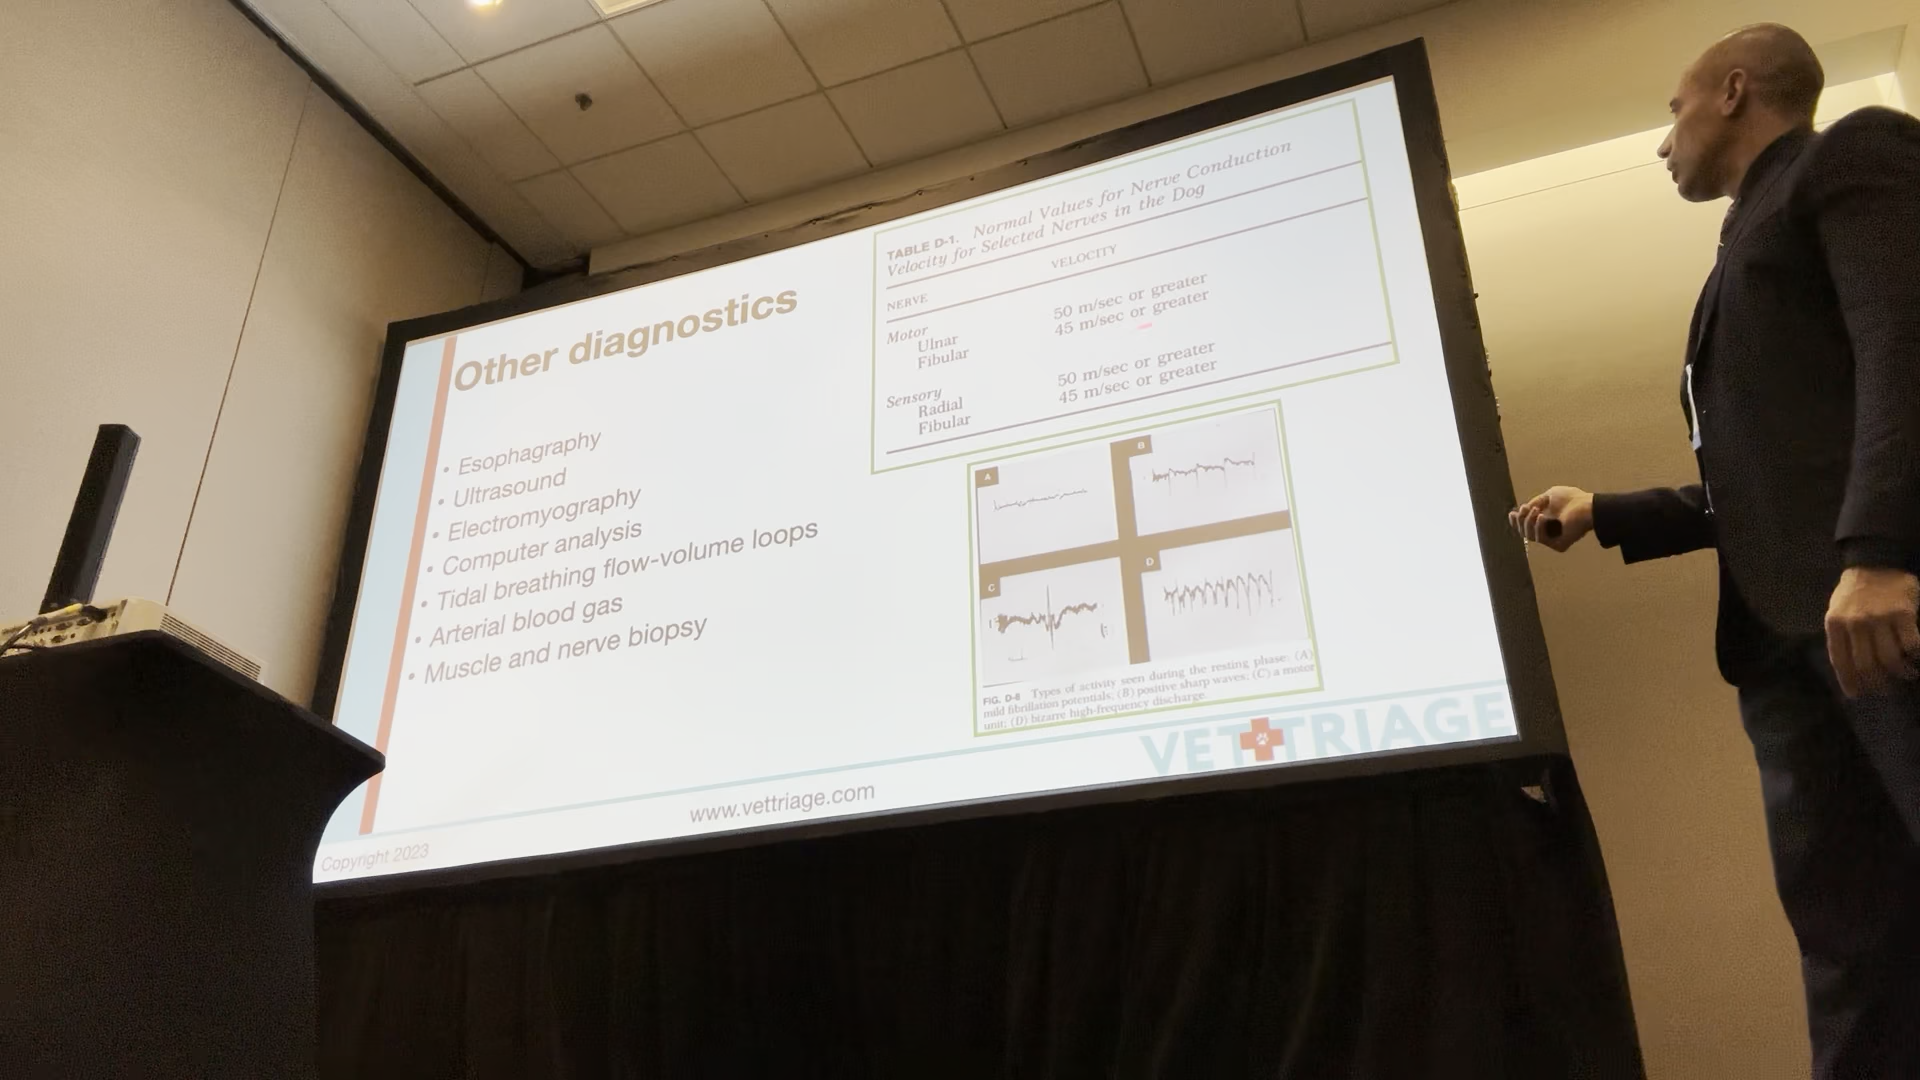 Other diagnostics
• Esophagraphy
• Ultrasound
• Electromyography
• Computer analysis
• Tidal breathing flow-volume loops
• Arterial blood gas
• Muscle and nerve biopsy
TABLE D-1. Normal Values for Nerve Conduction
Velocity for Selected Nerves in the Dog
NERVE VELOCITY
Motor
Ulnar 50 m/sec or greater
Fibular 45 m/sec or greater
Sensory
Radial 50 m/sec or greater
Fibular 45 m/sec or greater
A
B
C
D
FIG. D-6 Types of activity seen during the resting phase: (A)
mild fibrillation potentials; (B) positive sharp waves; (C) a motor
unit; (D) bizarre high-frequency discharge.
VET TRIAGE
www.vettriage.com
Copyright 2023